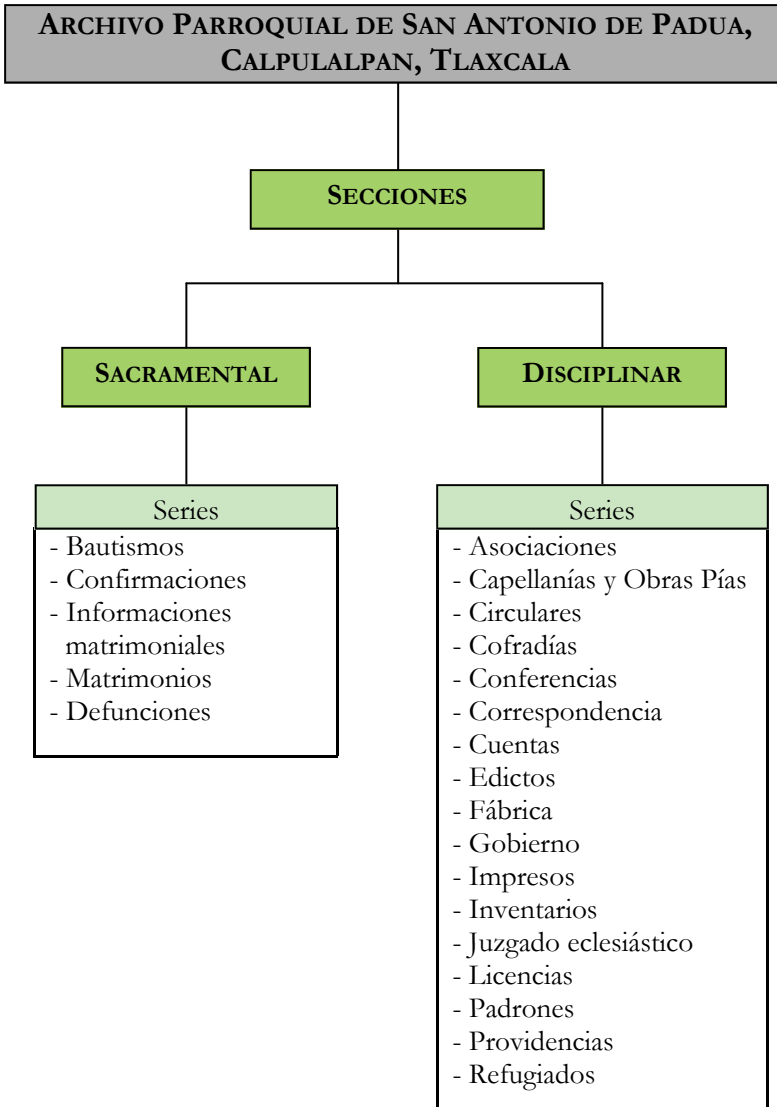 ARCHIVO PARROQUIAL DE SAN ANTONIO DE PADUA,
CALPULALPAN, TLAXCALA
SECCIONES
SACRAMENTAL
Series
- Bautismos
- Confirmaciones
- Informaciones
matrimoniales
- Matrimonios
- Defunciones
DISCIPLINAR
Series
- Asociaciones
- Capellanías y Obras Pías
- Circulares
- Cofradías
- Conferencias
- Correspondencia
- Cuentas
- Edictos
- Fábrica
- Gobierno
- Impresos
- Inventarios
- Juzgado eclesiástico
- Licencias
- Padrones
- Providencias
- Refugiados